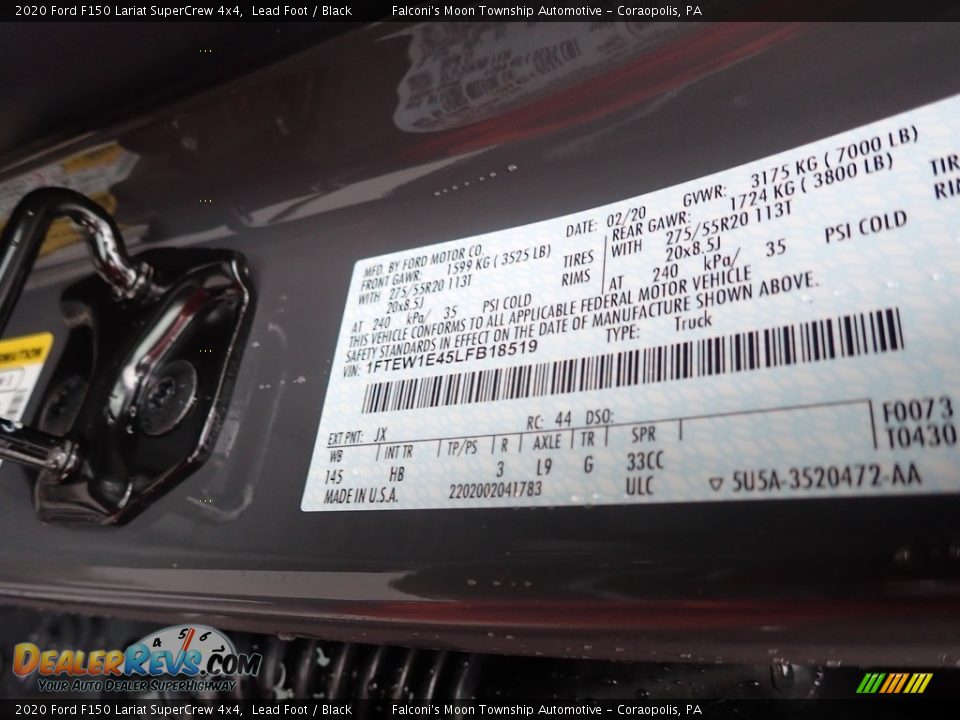 2020 Ford F150 Lariat SuperCrew 4x4, Lead Foot / Black Falconi's Moon Township Automotive - Coraopolis, PA
MFD. BY FORD MOTOR CO. DATE: 02/20 GVWR: 3175 KG ( 7000 LB)
FRONT GAWR: 1599 KG ( 3525 LB) REAR GAWR: 1724 KG ( 3800 LB)
WITH 275/55R20 113T TIRES WITH 275/55R20 113T TIR
20x8.5J RIMS 20x8.5J RI
AT 240 kPa/ 35 PSI COLD AT 240 kPa/ 35 PSI COLD
THIS VEHICLE CONFORMS TO ALL APPLICABLE FEDERAL MOTOR VEHICLE
SAFETY STANDARDS IN EFFECT ON THE DATE OF MANUFACTURE SHOWN ABOVE.
VIN: 1FTEW1E45LFB18519 TYPE: Truck
EXT PNT: JX RC: 44 DSO: F0073
WB INT TR TP/PS R AXLE TR SPR T0430
145 HB 3 L9 G 33CC
MADE IN U.S.A. 2202002041783 ULC 5U5A-3520472-AA
4 5 6
DEALERREVS.COM
YOUR AUTO DEALER SUPERHIGHWAY
2020 Ford F150 Lariat SuperCrew 4x4, Lead Foot / Black Falconi's Moon Township Automotive - Coraopolis, PA